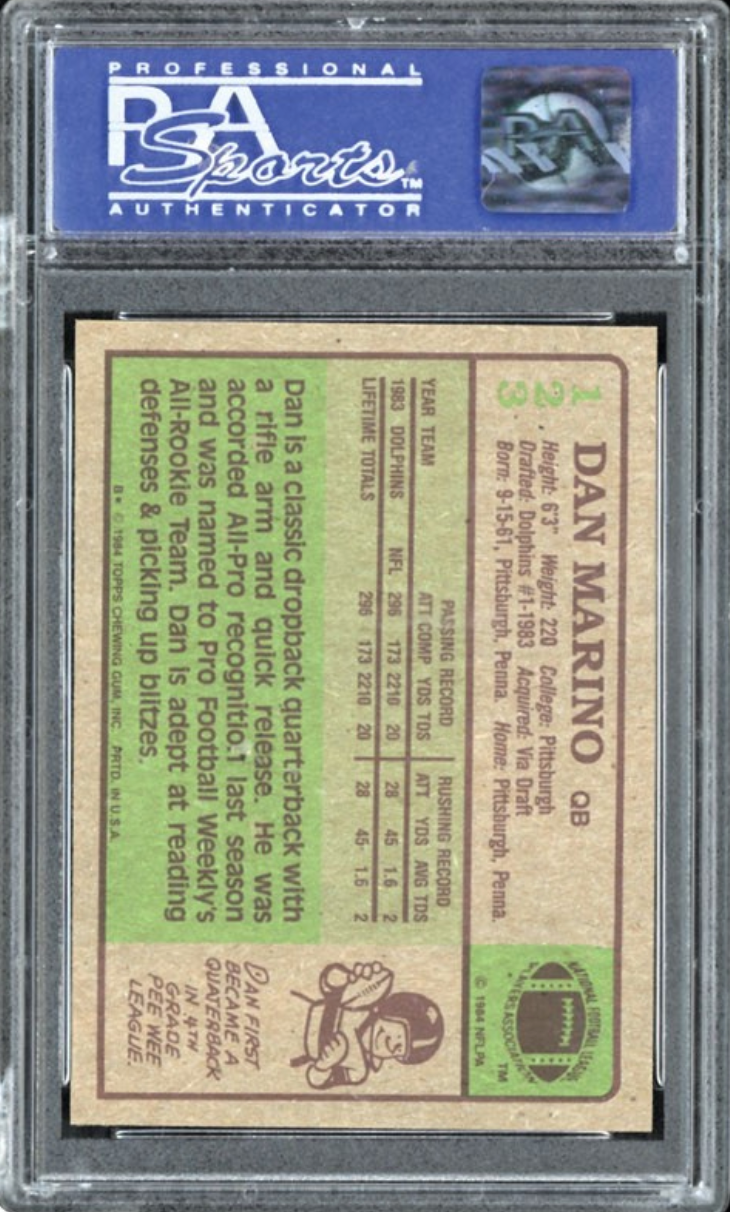 PROFESSIONAL
PSA
Sports™
AUTHENTICATOR
PSA
123
DAN MARINO QB
Height: 6'3" Weight: 220 College: Pittsburgh
Drafted: Dolphins #1-1983 Acquired: Via Draft
Born: 9-15-61, Pittsburgh, Penna. Home: Pittsburgh, Penna.
NATIONAL FOOTBALL LEAGUE
PLAYERS ASSOCIATION
TM
© 1984 NFLPA
PASSING RECORD RUSHING RECORD
YEAR TEAM ATT COMP YDS TDS ATT YDS AVG TDS
1983 DOLPHINS NFL 296 173 2210 20 28 45 1.6 2
LIFETIME TOTALS 296 173 2210 20 28 45 1.6 2
Dan is a classic dropback quarterback with
a rifle arm and quick release. He was
accorded All-Pro recognition last season
and was named to Pro Football Weekly's
All-Rookie Team. Dan is adept at reading
defenses & picking up blitzes.
B* © 1984 TOPPS CHEWING GUM, INC. PRTD. IN U.S.A.
DAN FIRST
BECAME A
QUATERBACK
IN 4TH
GRADE
PEE WEE
LEAGUE.